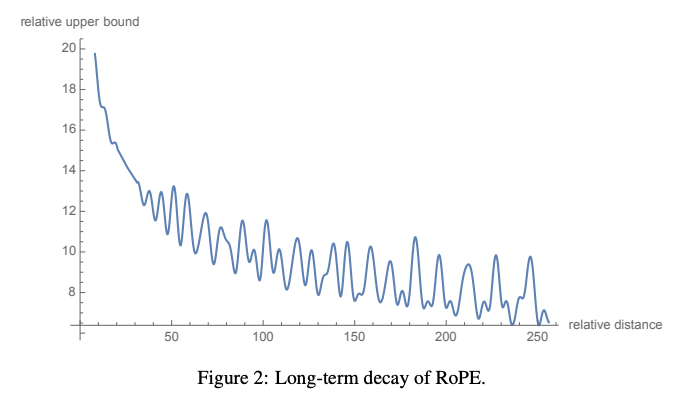 relative upper bound
20
18
16
14
12
10
8
50 100 150 200 250 relative distance
Figure 2: Long-term decay of RoPE.